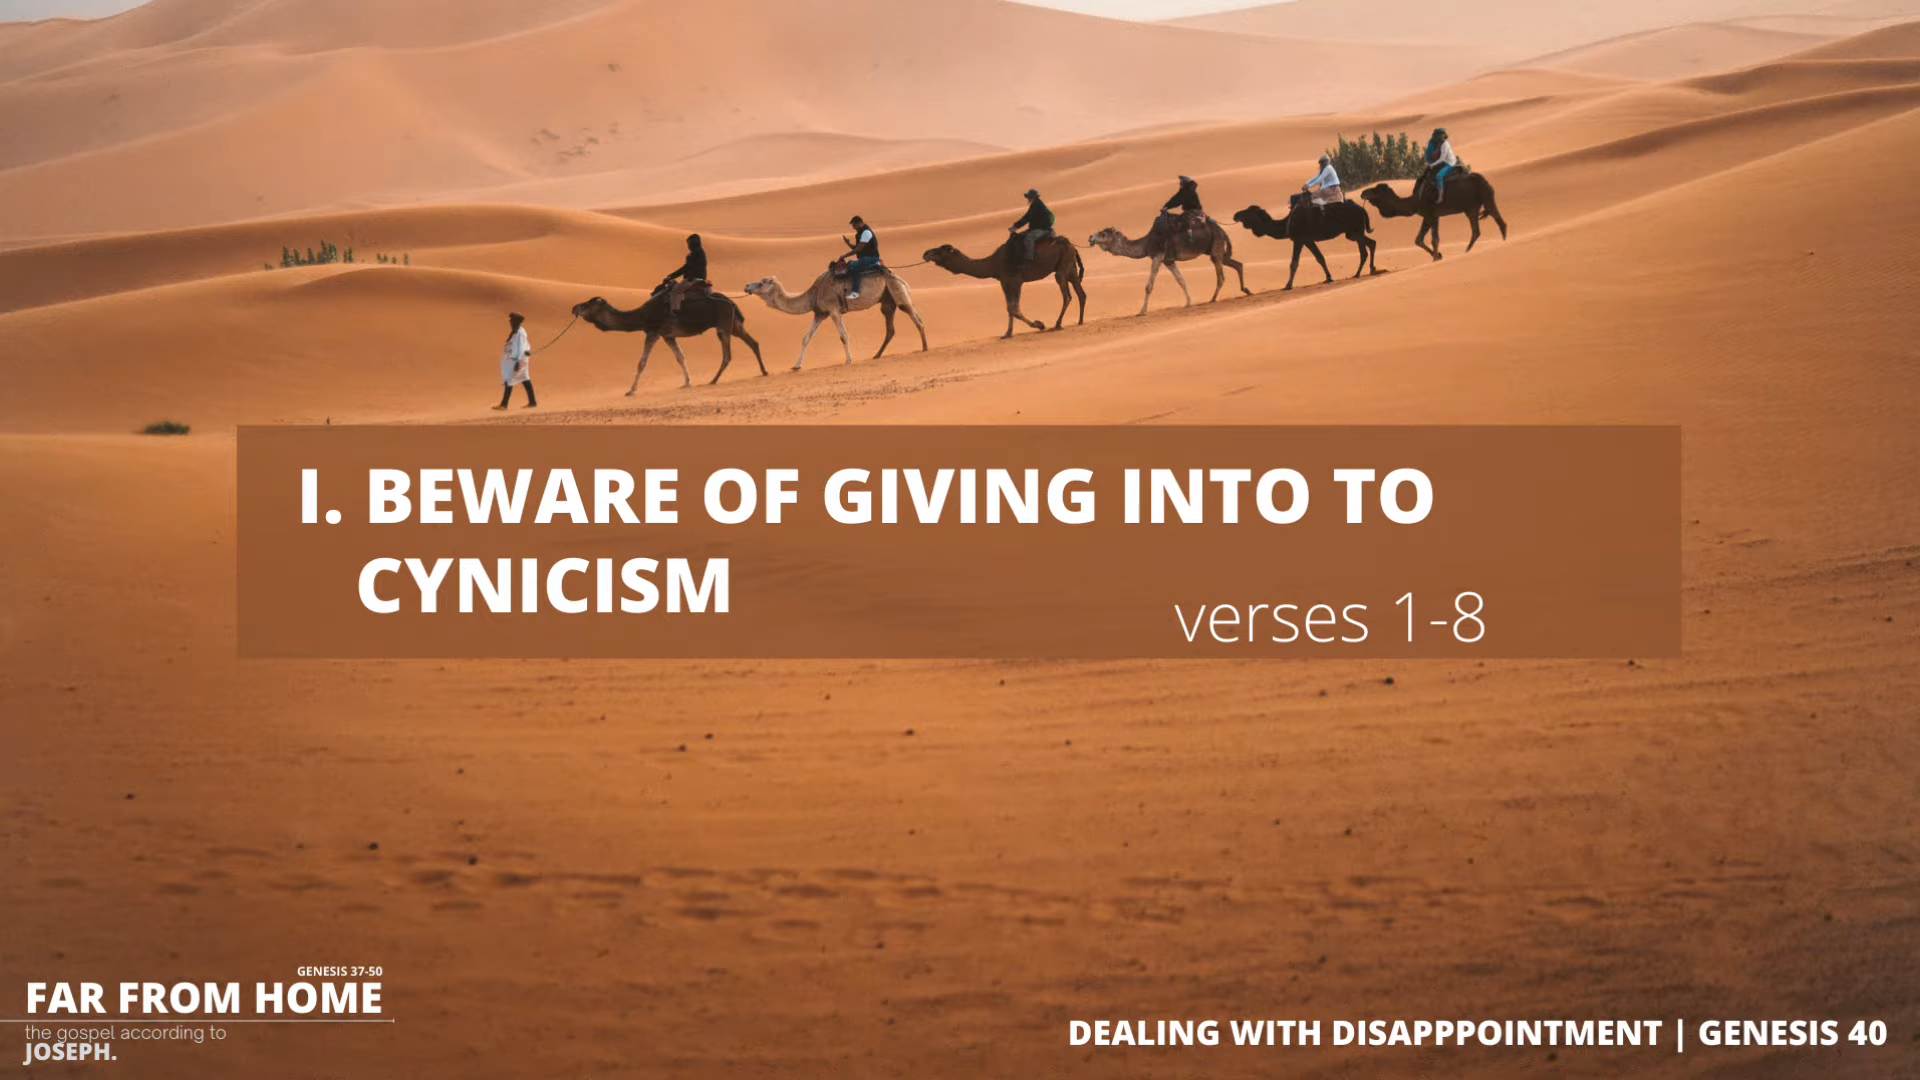 I. BEWARE OF GIVING INTO TO
CYNICISM
verses 1-8
GENESIS 37-50
FAR FROM HOME
the gospel according to
JOSEPH.
DEALING WITH DISAPPPOINTMENT | GENESIS 40